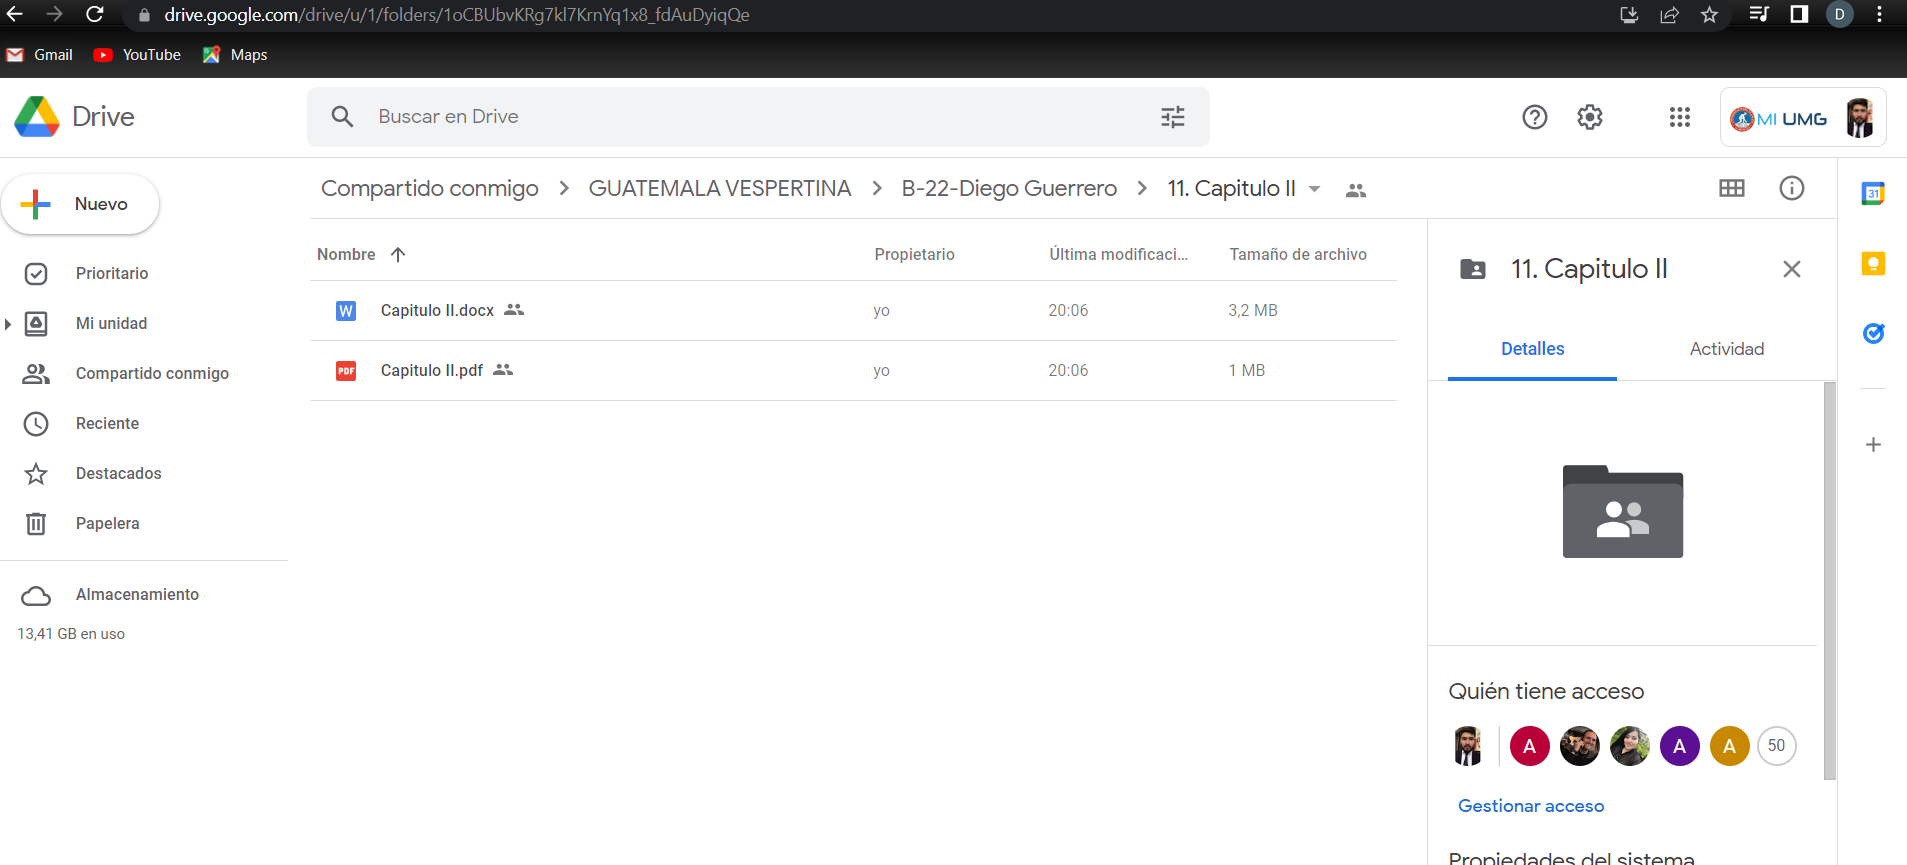 drive.google.com/drive/u/1/folders/1oCBUbvKRg7kl7KrnYq1x8_fdAuDyiqQe
D
Gmail YouTube Maps
Drive
Buscar en Drive
MI UMG
Nuevo
Compartido conmigo > GUATEMALA VESPERTINA > B-22-Diego Guerrero > 11. Capitulo II
31
Prioritario
Mi unidad
Compartido conmigo
Reciente
Destacados
Papelera
Almacenamiento
13,41 GB en uso
Nombre Propietario Última modificaci... Tamaño de archivo
W Capitulo II.docx yo 20:06 3,2 MB
PDF Capitulo II.pdf yo 20:06 1 MB
11. Capitulo II
Detalles Actividad
Quién tiene acceso
A A A 50
Gestionar acceso
Propiedades del sistema